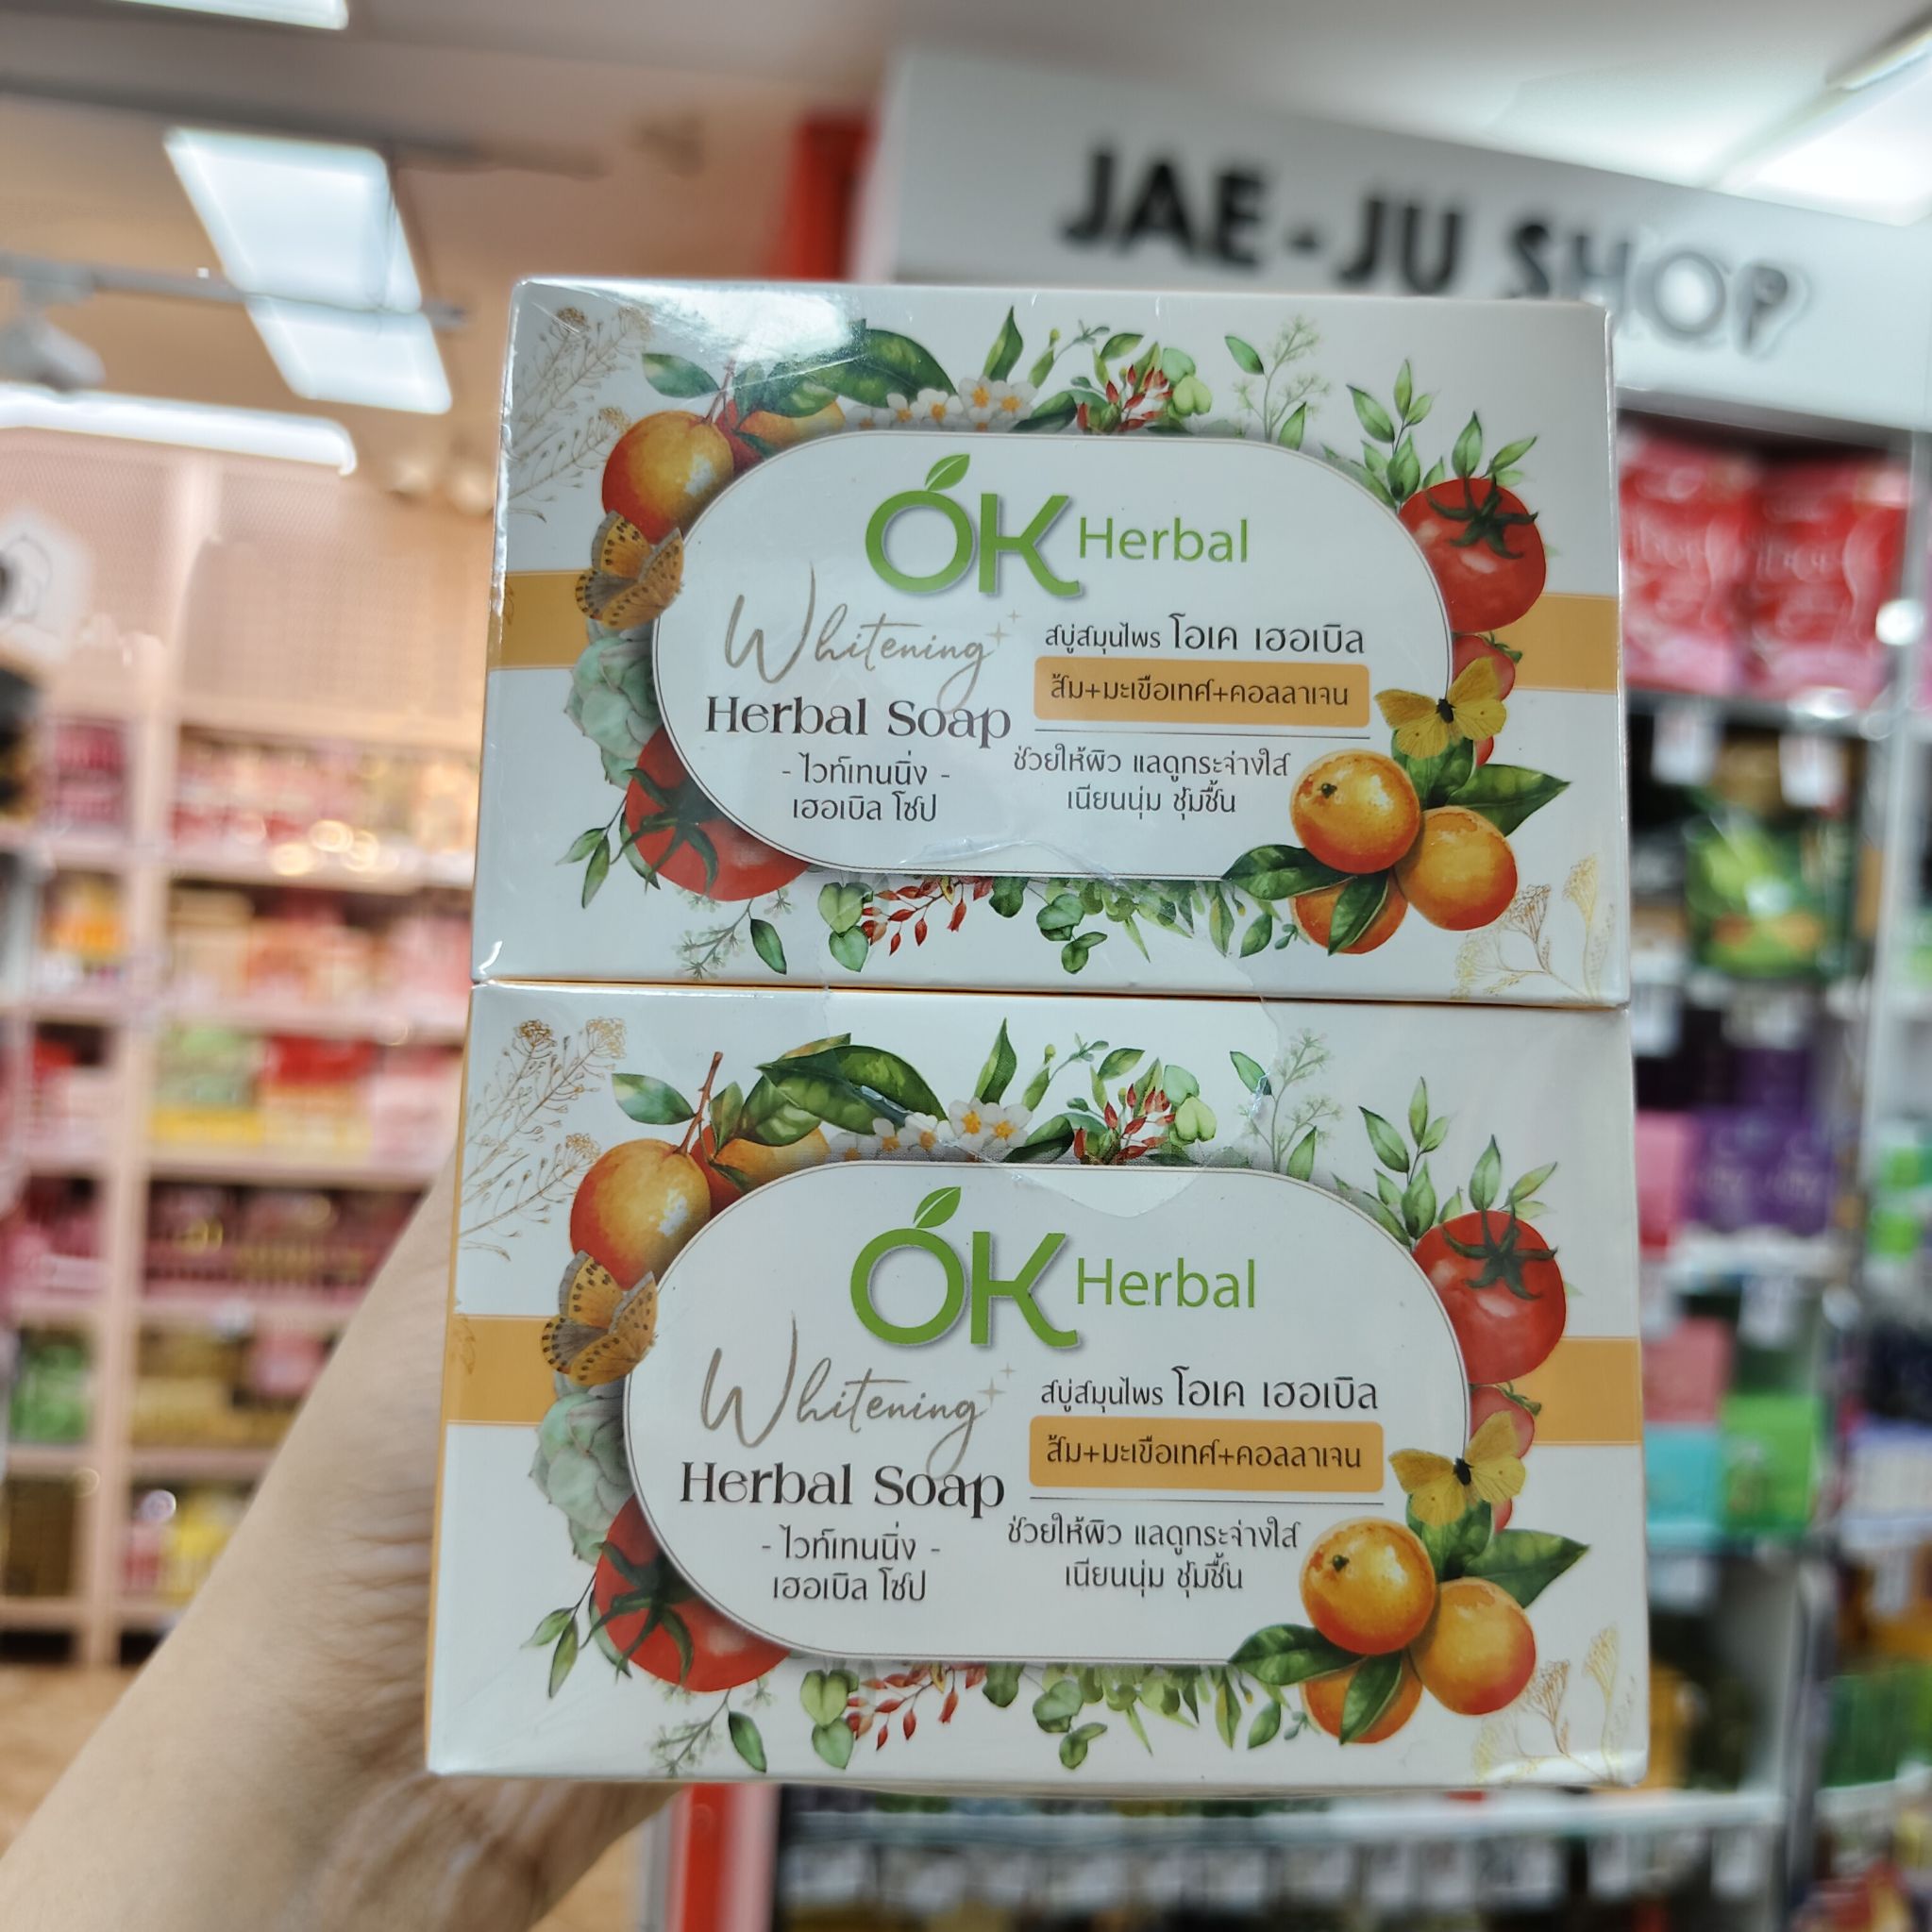 JAE-JU SHOP
OK Herbal
Whitening
Herbal Soap
- ไวท์เทนนิ่ง -
เฮอเบิล โซป
สบู่สมุนไพร โอเค เฮอเบิล
ส้ม+มะเขือเทศ+คอลลาเจน
ช่วยให้ผิว แลดูกระจ่างใส
เนียนนุ่ม ชุ่มชื้น
OK Herbal
Whitening
Herbal Soap
- ไวท์เทนนิ่ง -
เฮอเบิล โซป
สบู่สมุนไพร โอเค เฮอเบิล
ส้ม+มะเขือเทศ+คอลลาเจน
ช่วยให้ผิว แลดูกระจ่างใส
เนียนนุ่ม ชุ่มชื้น